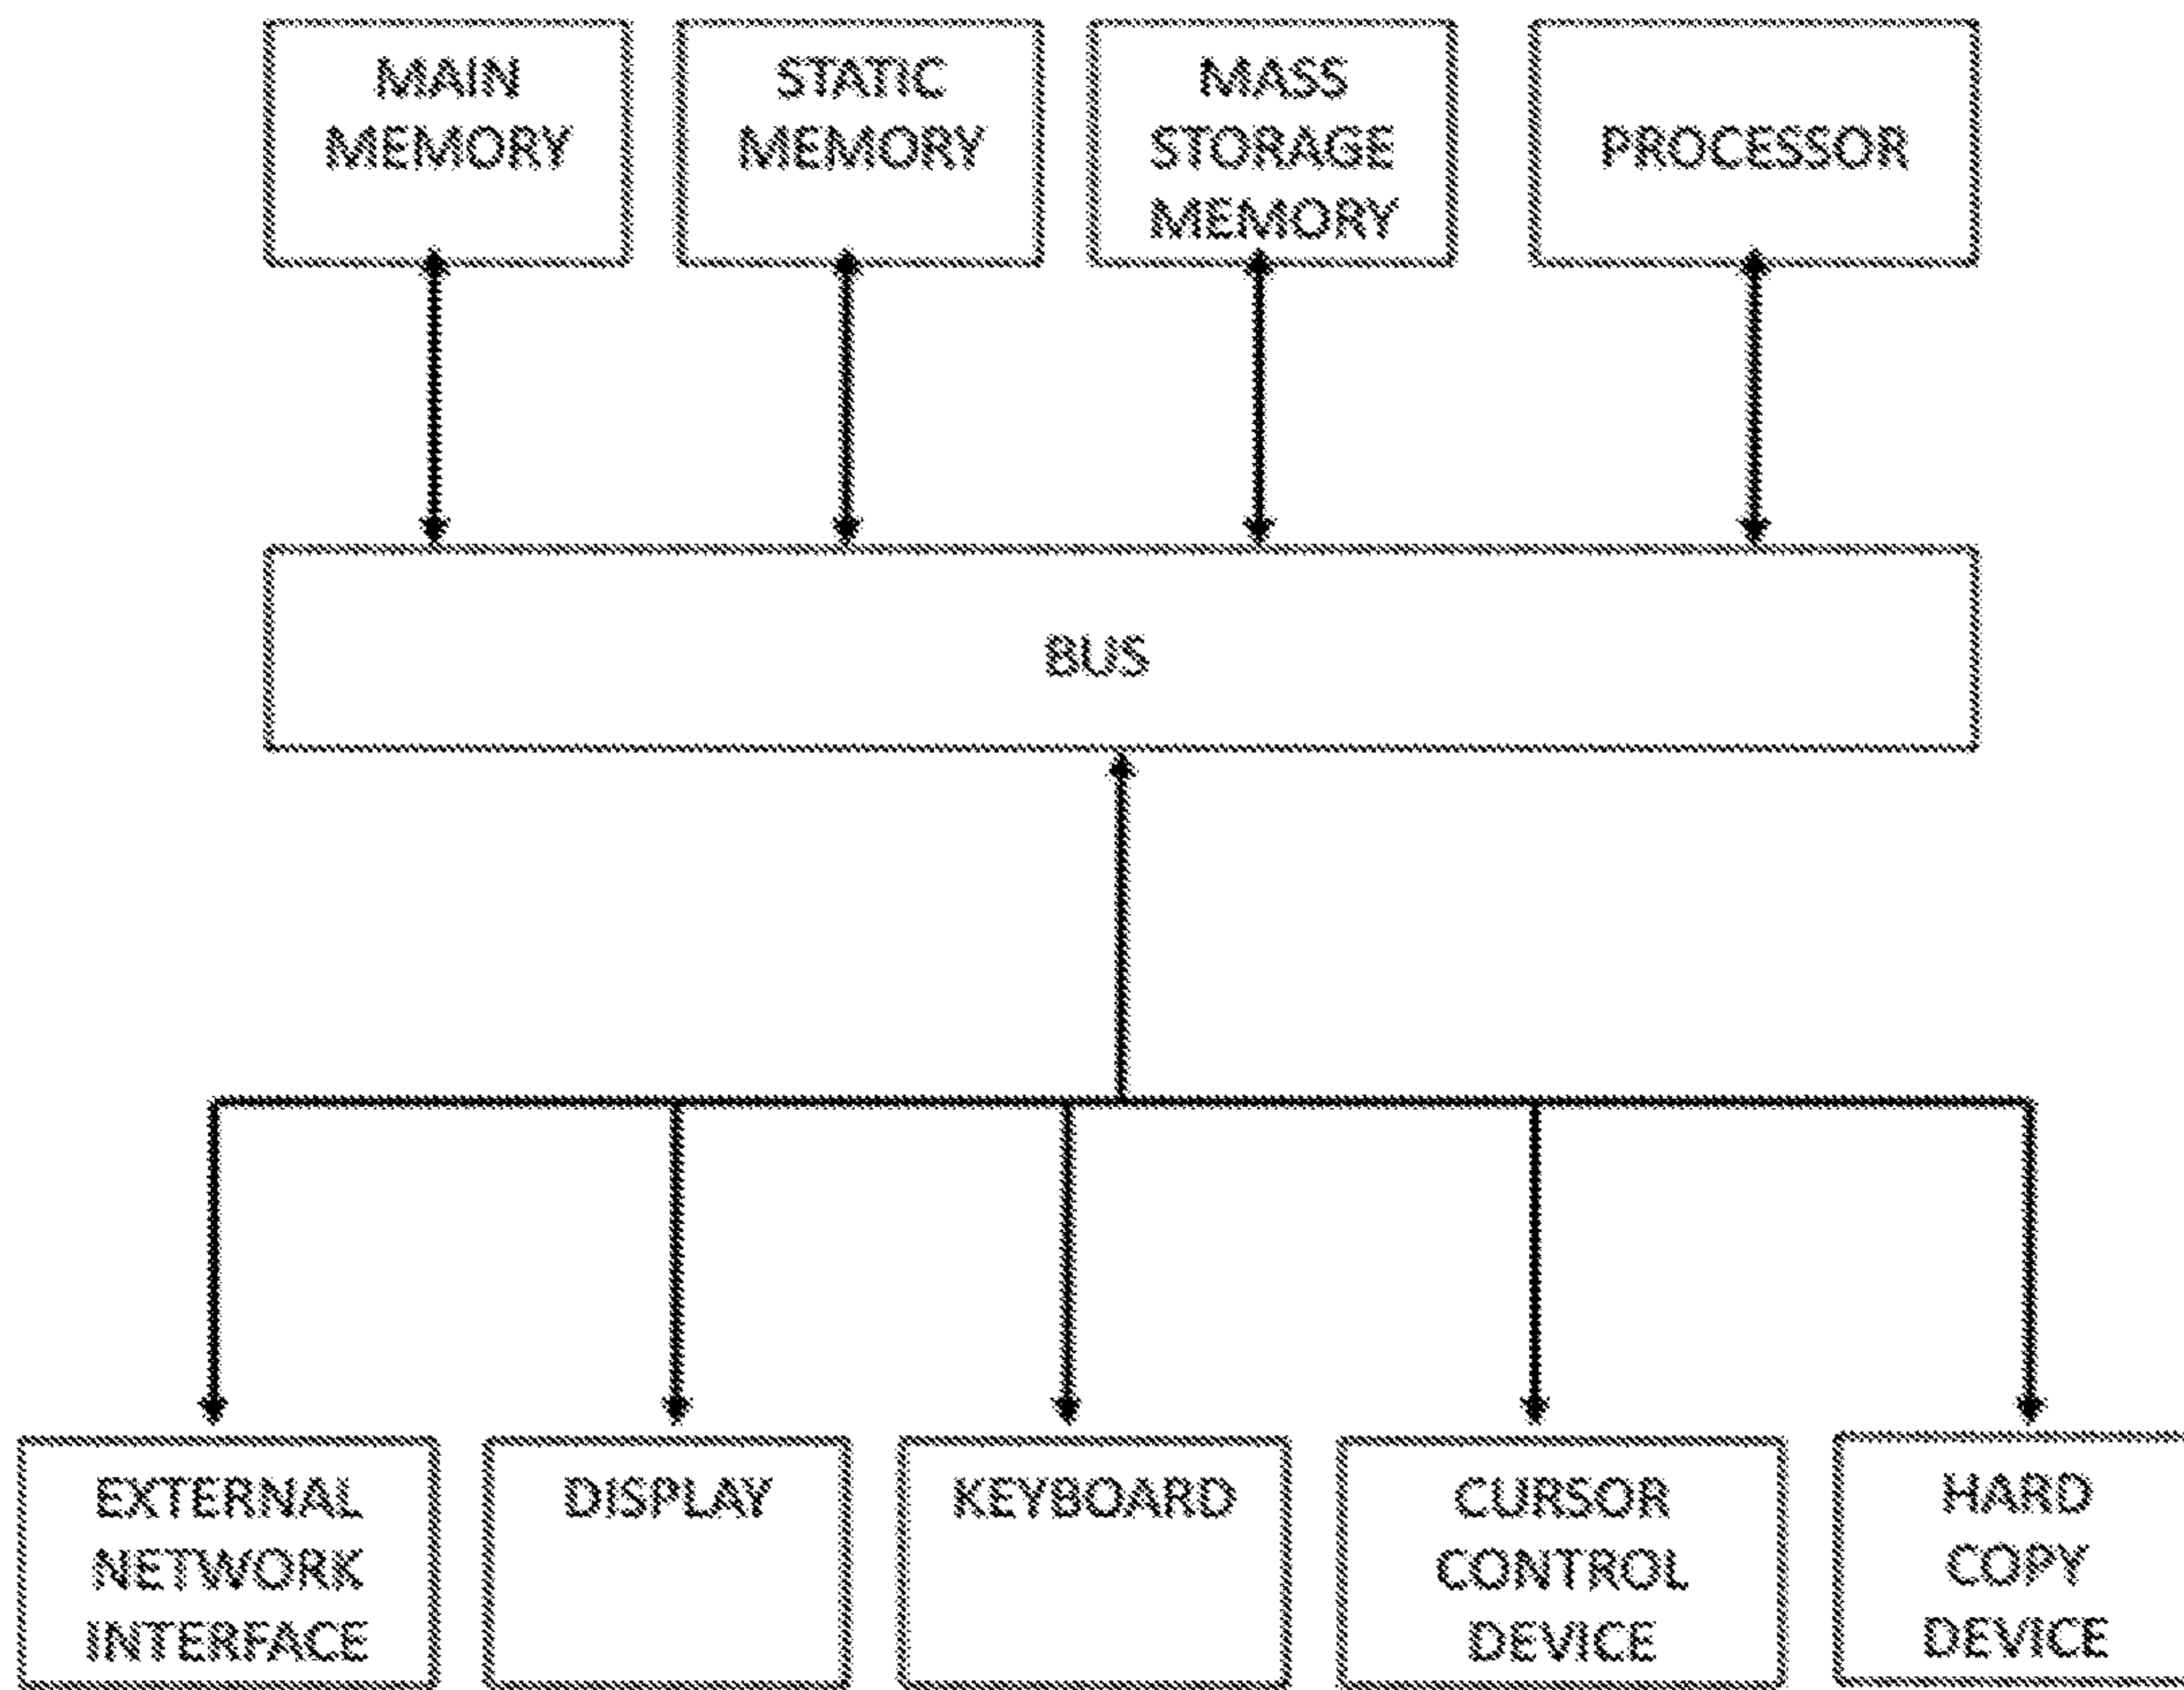 MAIN
MEMORY
STATIC
MEMORY
MASS
STORAGE
MEMORY
PROCESSOR
BUS
EXTERNAL
NETWORK
INTERFACE
DISPLAY
KEYBOARD
CURSOR
CONTROL
DEVICE
HARD
COPY
DEVICE